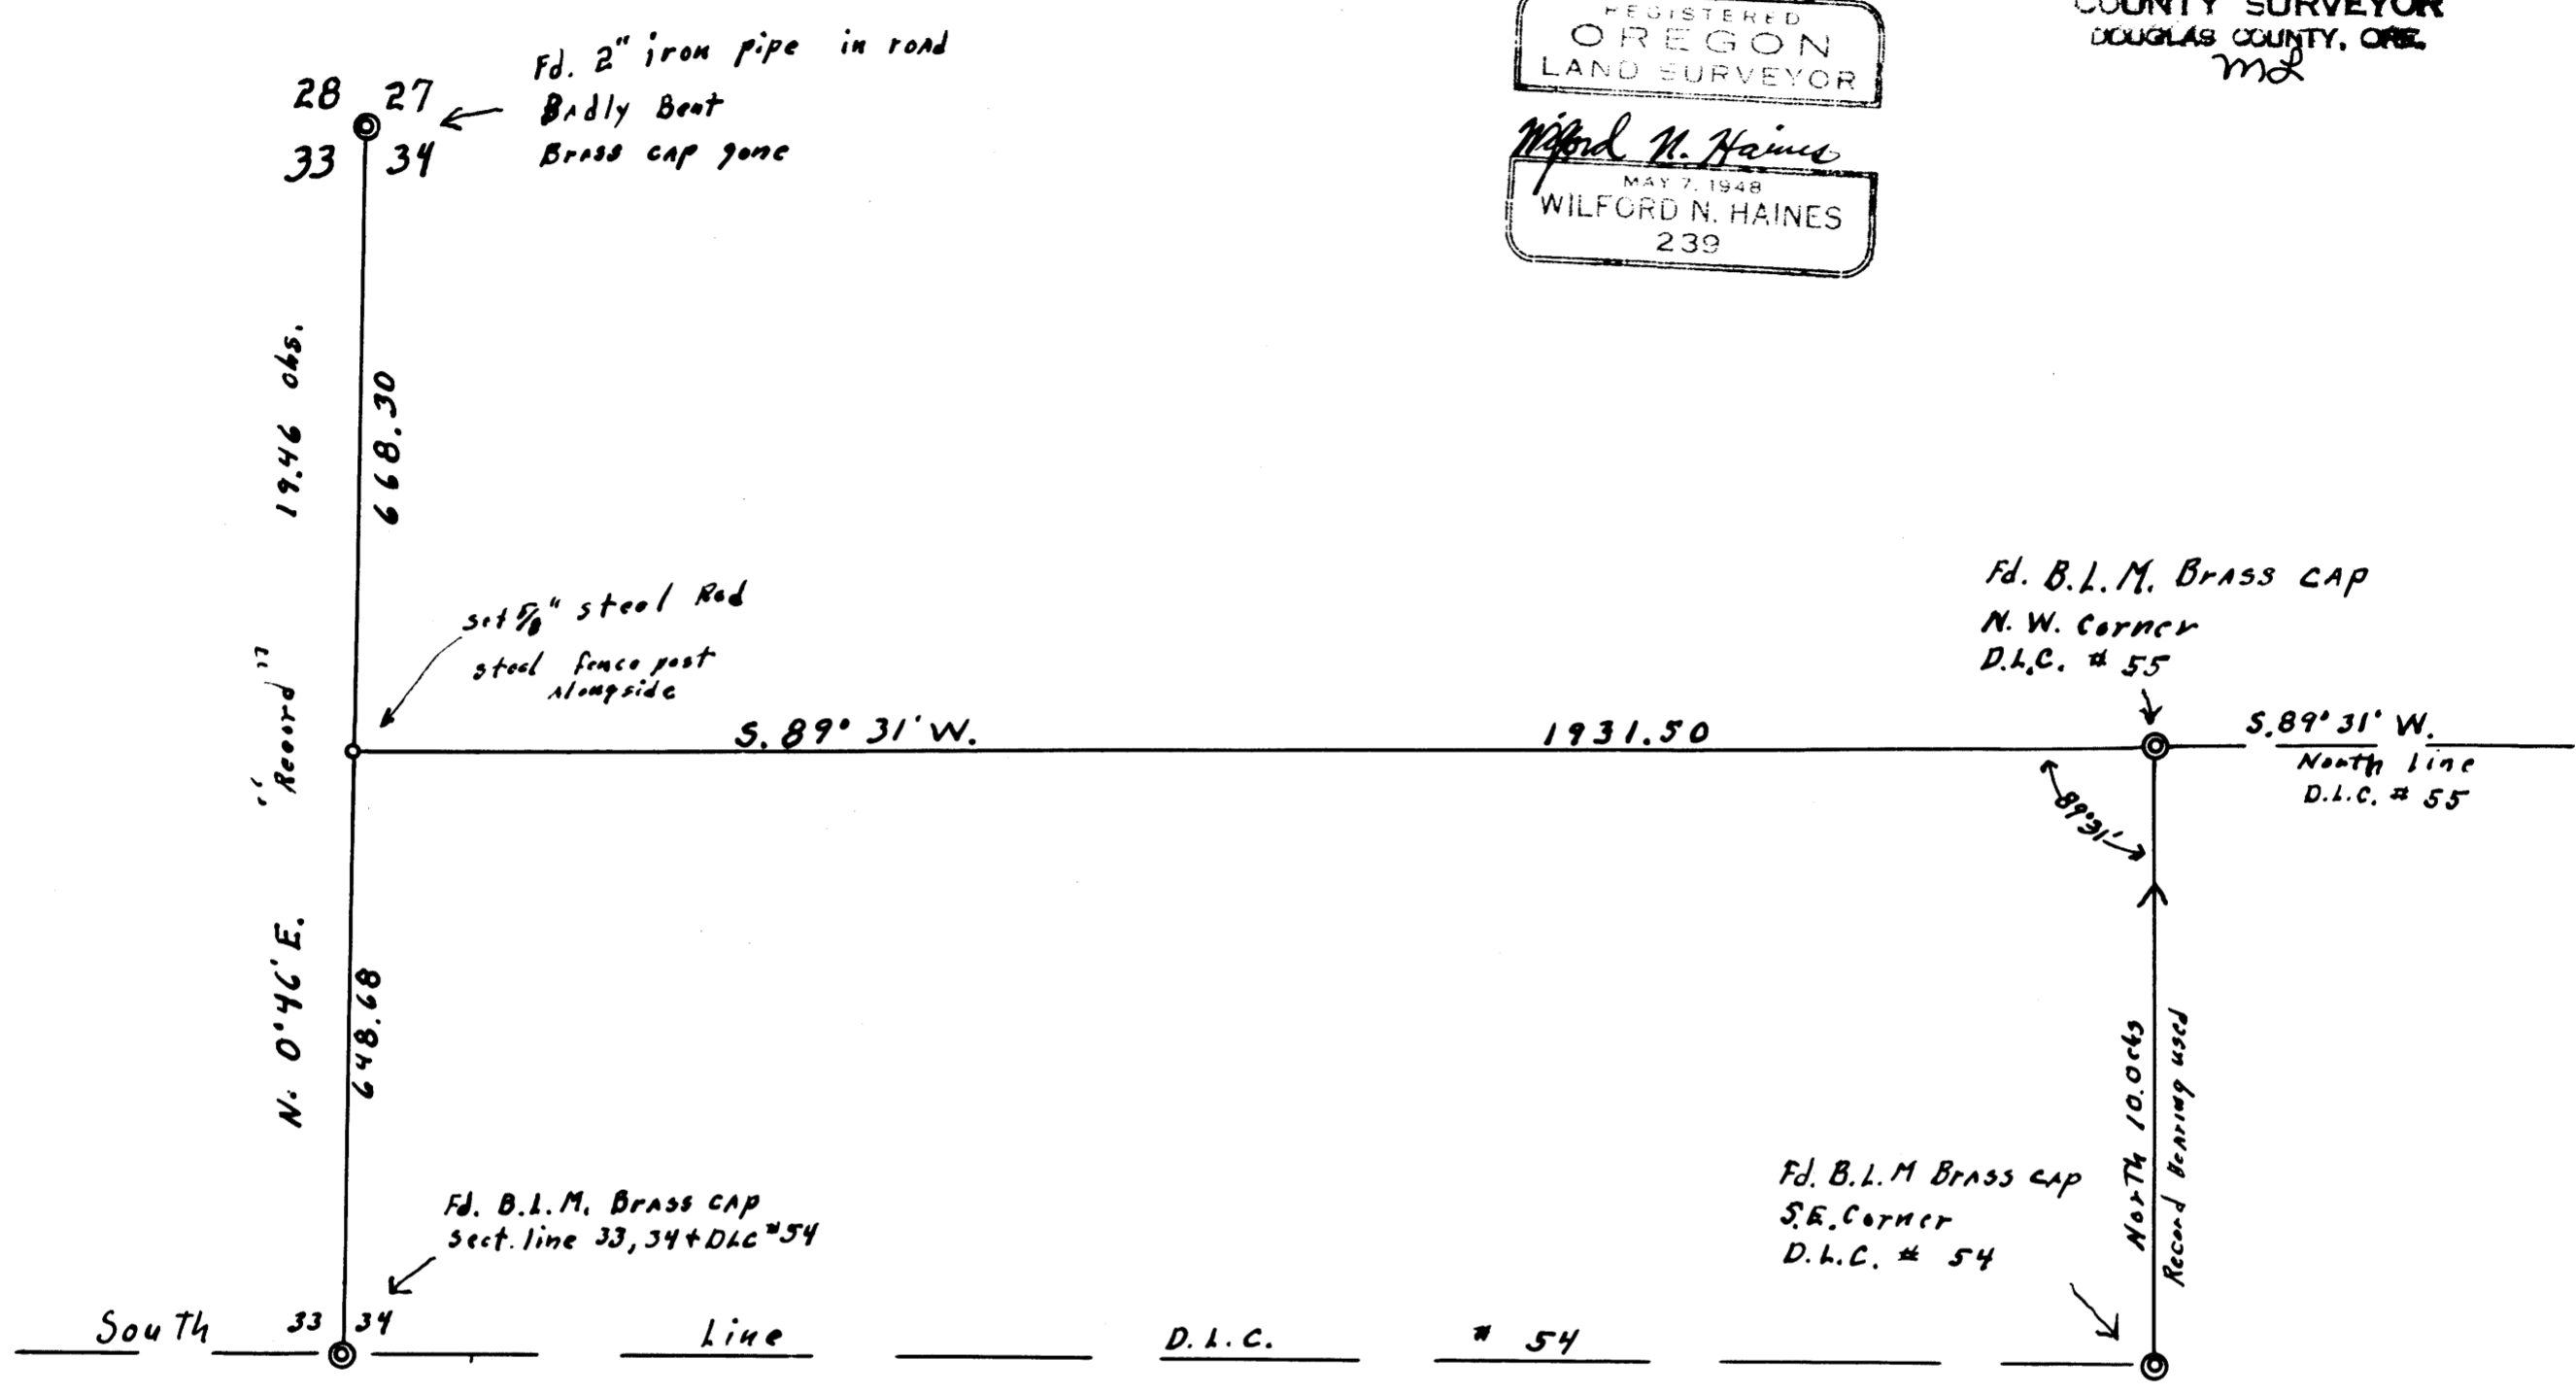 COUNTY SURVEYOR
DOUGLAS COUNTY, ORE.
ML
REGISTERED
OREGON
LAND SURVEYOR
Wilford N. Haines
MAY 7, 1948
WILFORD N. HAINES
239
Fd. 2" iron pipe in road
Badly Bent
Brass cap gone
28 27
33 34
19.46 chs.
668.30
"Record"
N. 0°46' E.
648.68
set 5/8" steel Rod
steel fence post
alongside
S. 89° 31' W.
1931.50
Fd. B.L.M. Brass cap
N. W. Corner
D.L.C. # 55
S. 89° 31' W.
North line
D.L.C. # 55
89°31'
North 10.0 chs
Record Bearing used
Fd. B.L.M. Brass cap
Sect. line 33, 34 + DLC #54
Fd. B.L.M Brass cap
S.E. Corner
D.L.C. # 54
33 34
South Line D.L.C. # 54